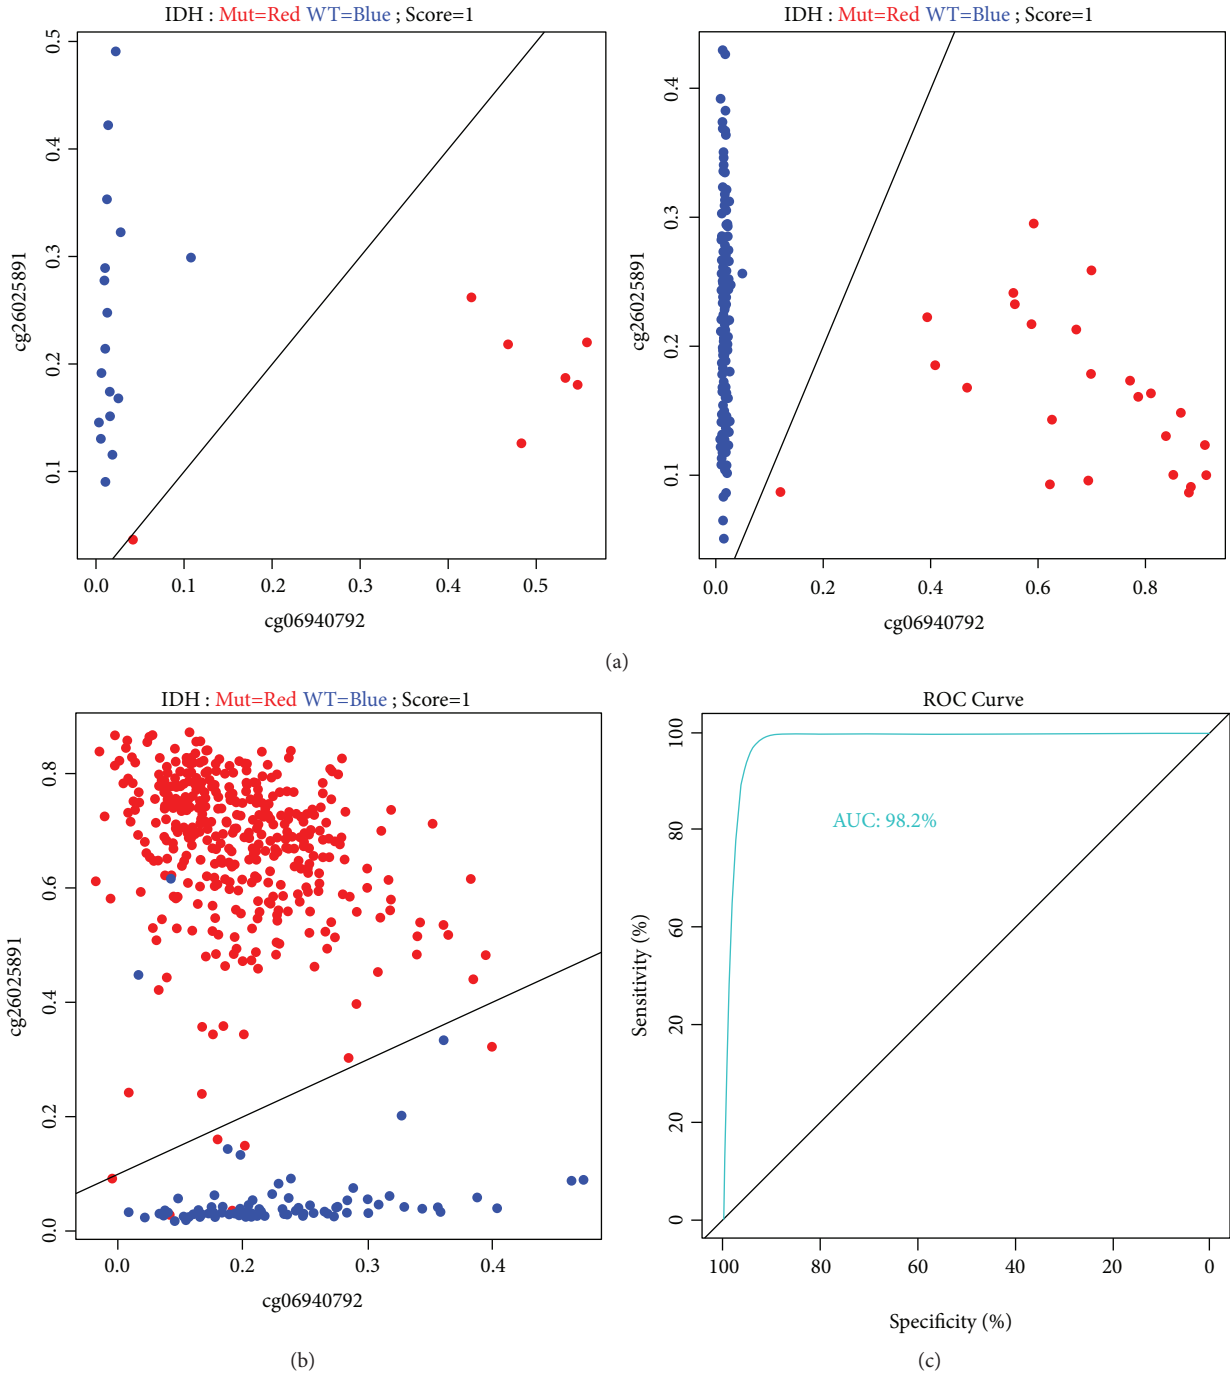 IDH : Mut=Red WT=Blue ; Score=1
0.5
0.4
0.3
0.2
0.1
cg26025891
0.0 0.1 0.2 0.3 0.4 0.5
cg06940792
IDH : Mut=Red WT=Blue ; Score=1
0.4
0.3
0.2
0.1
cg26025891
0.0 0.2 0.4 0.6 0.8
cg06940792
(a)
IDH : Mut=Red WT=Blue ; Score=1
0.8
0.6
0.4
0.2
0.0
cg26025891
0.0 0.2 0.3 0.4
cg06940792
(b)
ROC Curve
100
80
60
20
20
0
Sensitivity (%)
AUC: 98.2%
100 80 60 40 20 0
Specificity (%)
(c)